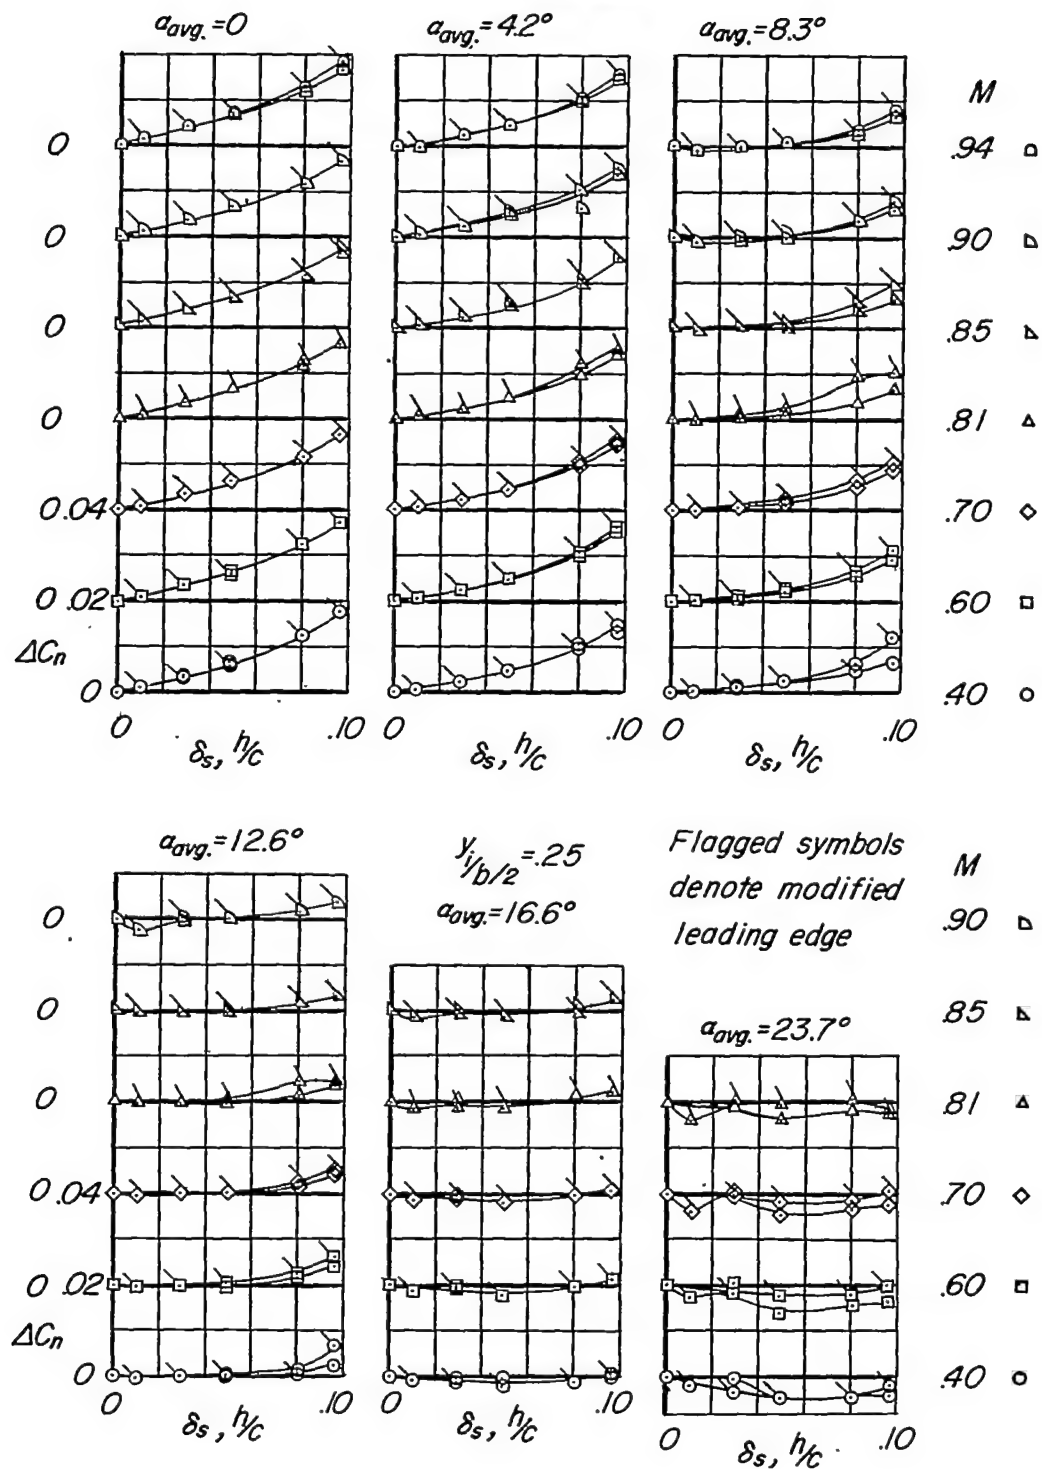 αavg.=0
αavg.=4.2°
αavg.=8.3°
M
0
.94
0
.90
0
.85
0
.81
0 .04
.70
0 .02
.60
ΔCn
0
.40
0 .10
0 .10
0 .10
δs, h/c
δs, h/c
δs, h/c
αavg.=12.6°
yi/b/2 =.25
αavg.=16.6°
Flagged symbols
denote modified
leading edge
M
0
.90
0
.85
αavg.=23.7°
0
.81
0 .04
.70
0 .02
.60
ΔCn
0
.40
0 .10
0 .10
0 .10
δs, h/c
δs, h/c
δs, h/c